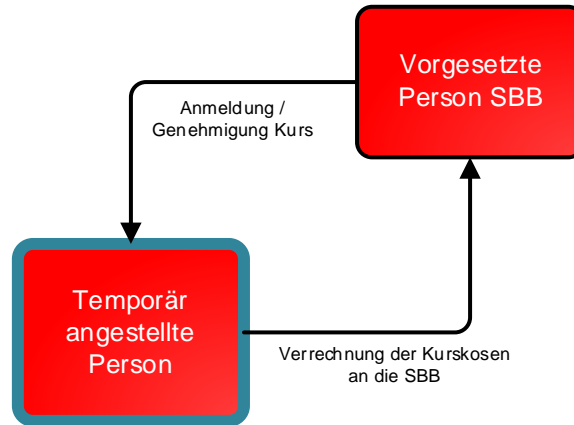 Vorgesetzte
Person SBB
Anmeldung /
Genehmigung Kurs
Temporär
angestellte
Person
Verrechnung der Kurskosen
an die SBB